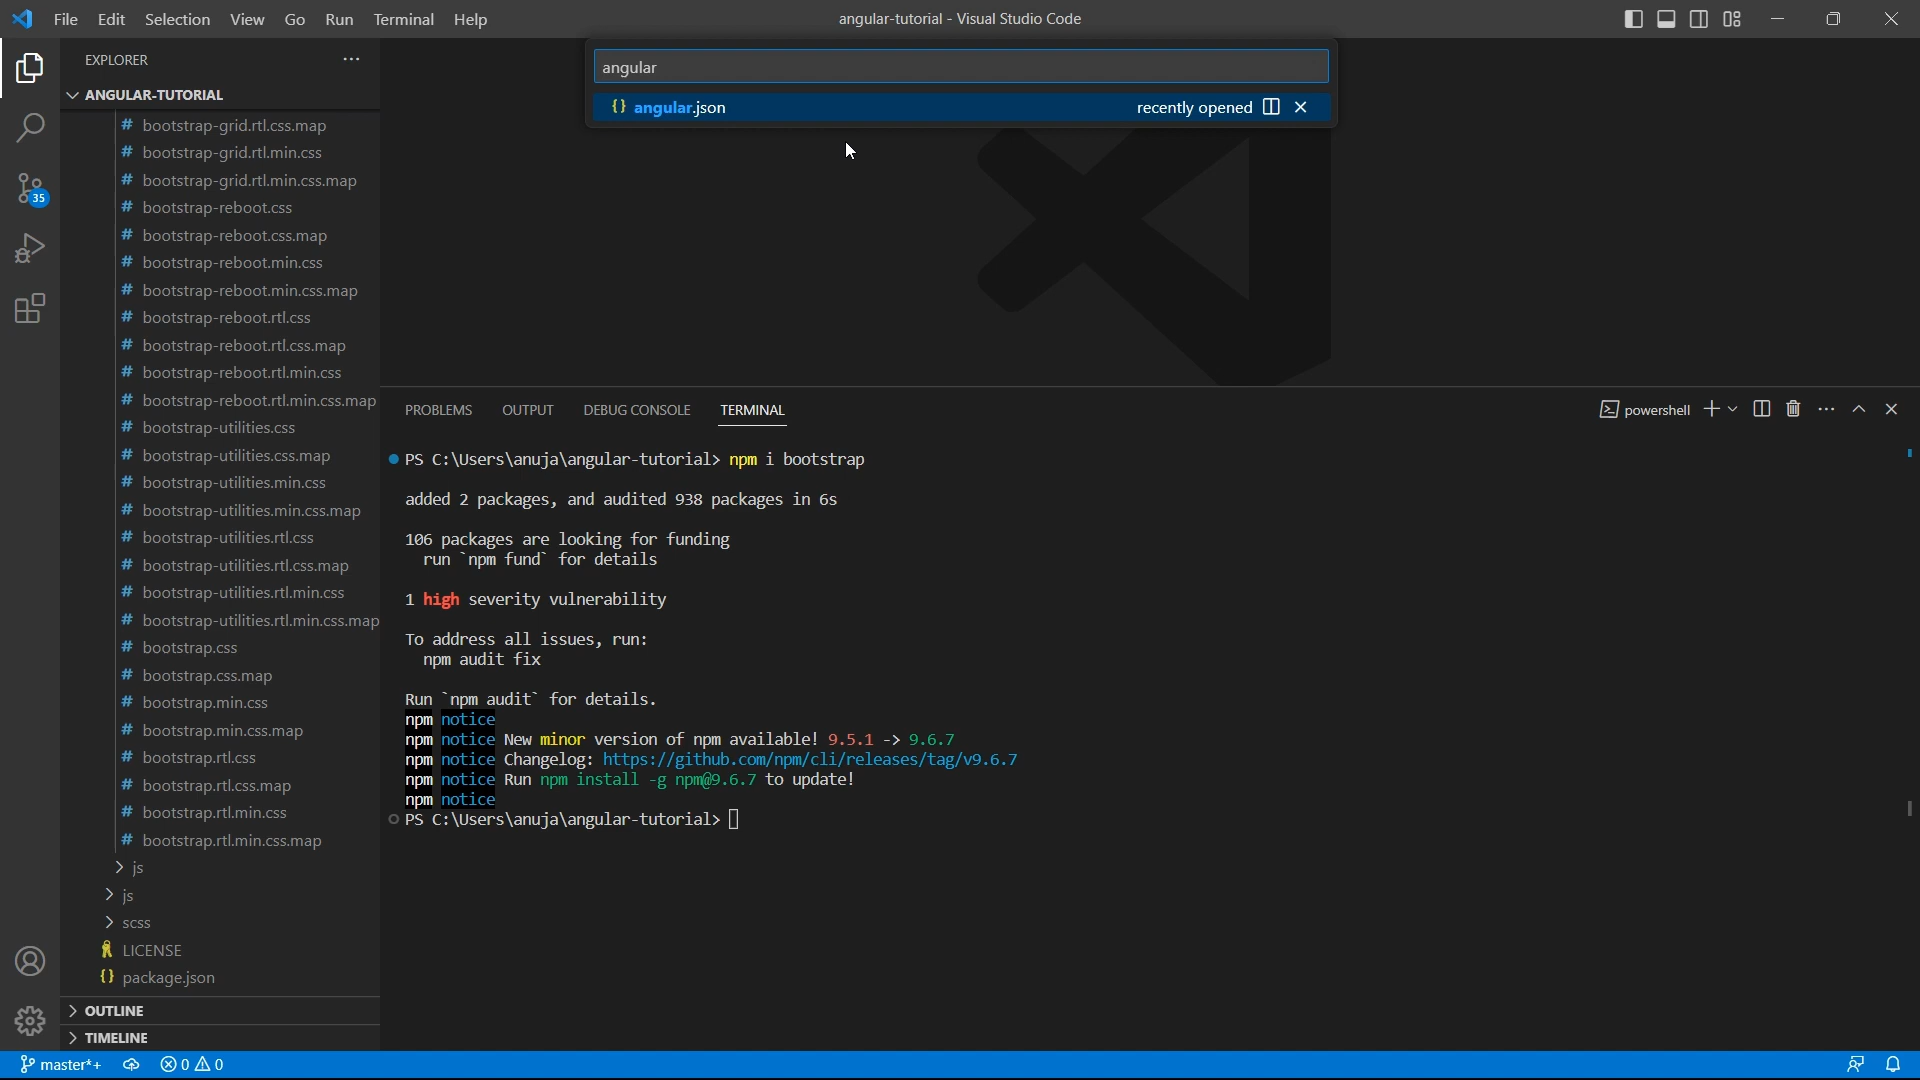 File Edit Selection View Go Run Terminal Help
angular-tutorial - Visual Studio Code
EXPLORER
ANGULAR-TUTORIAL
angular
{} angular.json recently opened
# bootstrap-grid.rtl.css.map
# bootstrap-grid.rtl.min.css
# bootstrap-grid.rtl.min.css.map
# bootstrap-reboot.css
# bootstrap-reboot.css.map
# bootstrap-reboot.min.css
# bootstrap-reboot.min.css.map
# bootstrap-reboot.rtl.css
# bootstrap-reboot.rtl.css.map
# bootstrap-reboot.rtl.min.css
# bootstrap-reboot.rtl.min.css.map
# bootstrap-utilities.css
# bootstrap-utilities.css.map
# bootstrap-utilities.min.css
# bootstrap-utilities.min.css.map
# bootstrap-utilities.rtl.css
# bootstrap-utilities.rtl.css.map
# bootstrap-utilities.rtl.min.css
# bootstrap-utilities.rtl.min.css.map
# bootstrap.css
# bootstrap.css.map
# bootstrap.min.css
# bootstrap.min.css.map
# bootstrap.rtl.css
# bootstrap.rtl.css.map
# bootstrap.rtl.min.css
# bootstrap.rtl.min.css.map
js
js
scss
LICENSE
{} package.json
OUTLINE
TIMELINE
35
PROBLEMS OUTPUT DEBUG CONSOLE TERMINAL
powershell
PS C:\Users\anuja\angular-tutorial> npm i bootstrap
added 2 packages, and audited 938 packages in 6s
106 packages are looking for funding
run `npm fund` for details
1 high severity vulnerability
To address all issues, run:
npm audit fix
Run `npm audit` for details.
npm notice
npm notice New minor version of npm available! 9.5.1 -> 9.6.7
npm notice Changelog: https://github.com/npm/cli/releases/tag/v9.6.7
npm notice Run npm install -g npm@9.6.7 to update!
npm notice
PS C:\Users\anuja\angular-tutorial>
master*+ 0 0